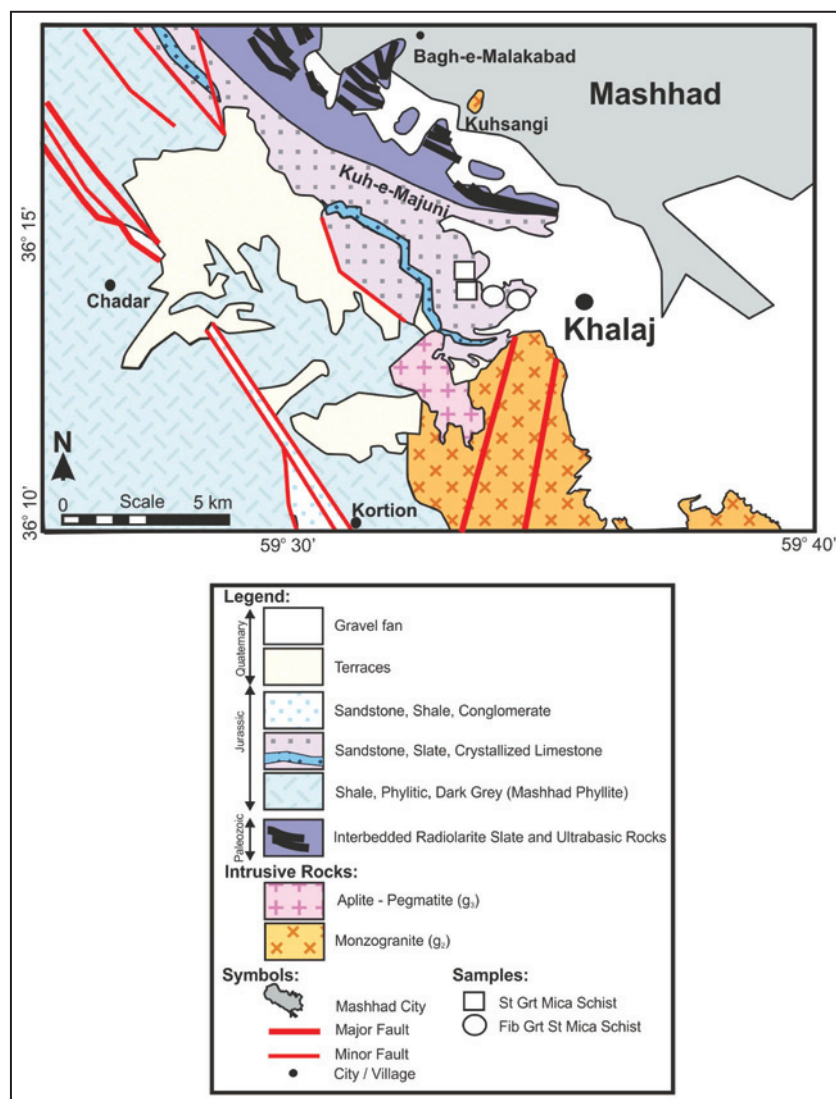 Bagh-e-Malakabad
Mashhad
Kuhsangi
Kuh-e-Majuni
36° 15'
Chadar
Khalaj
N
0 Scale 5 km
Kortion
36° 10'
59° 30'
59° 40'
Legend:
Quaternary
Gravel fan
Terraces
Jurassic
Sandstone, Shale, Conglomerate
Sandstone, Slate, Crystallized Limestone
Shale, Phylitic, Dark Grey (Mashhad Phyllite)
Paleozoic
Interbedded Radiolarite Slate and Ultrabasic Rocks
Intrusive Rocks:
Aplite - Pegmatite (g₃)
Monzogranite (g₂)
Symbols:
Samples:
Mashhad City
St Grt Mica Schist
Major Fault
Fib Grt St Mica Schist
Minor Fault
City / Village